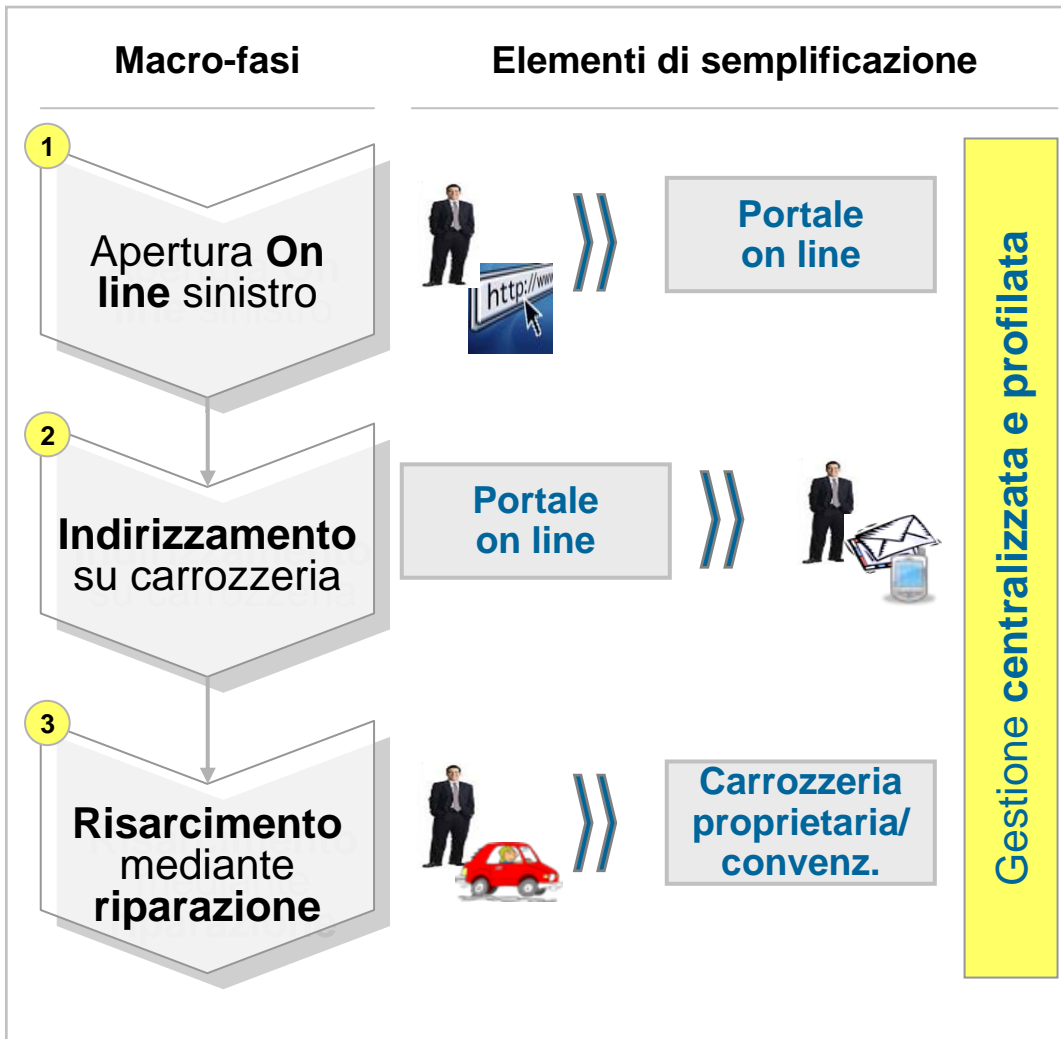 Macro-fasi
Elementi di semplificazione
1
Apertura On
line sinistro
http://www
Portale
on line
2
Indirizzamento
su carrozzeria
Portale
on line
3
Risarcimento
mediante
riparazione
Carrozzeria
proprietaria/
convenz.
Gestione centralizzata e profilata